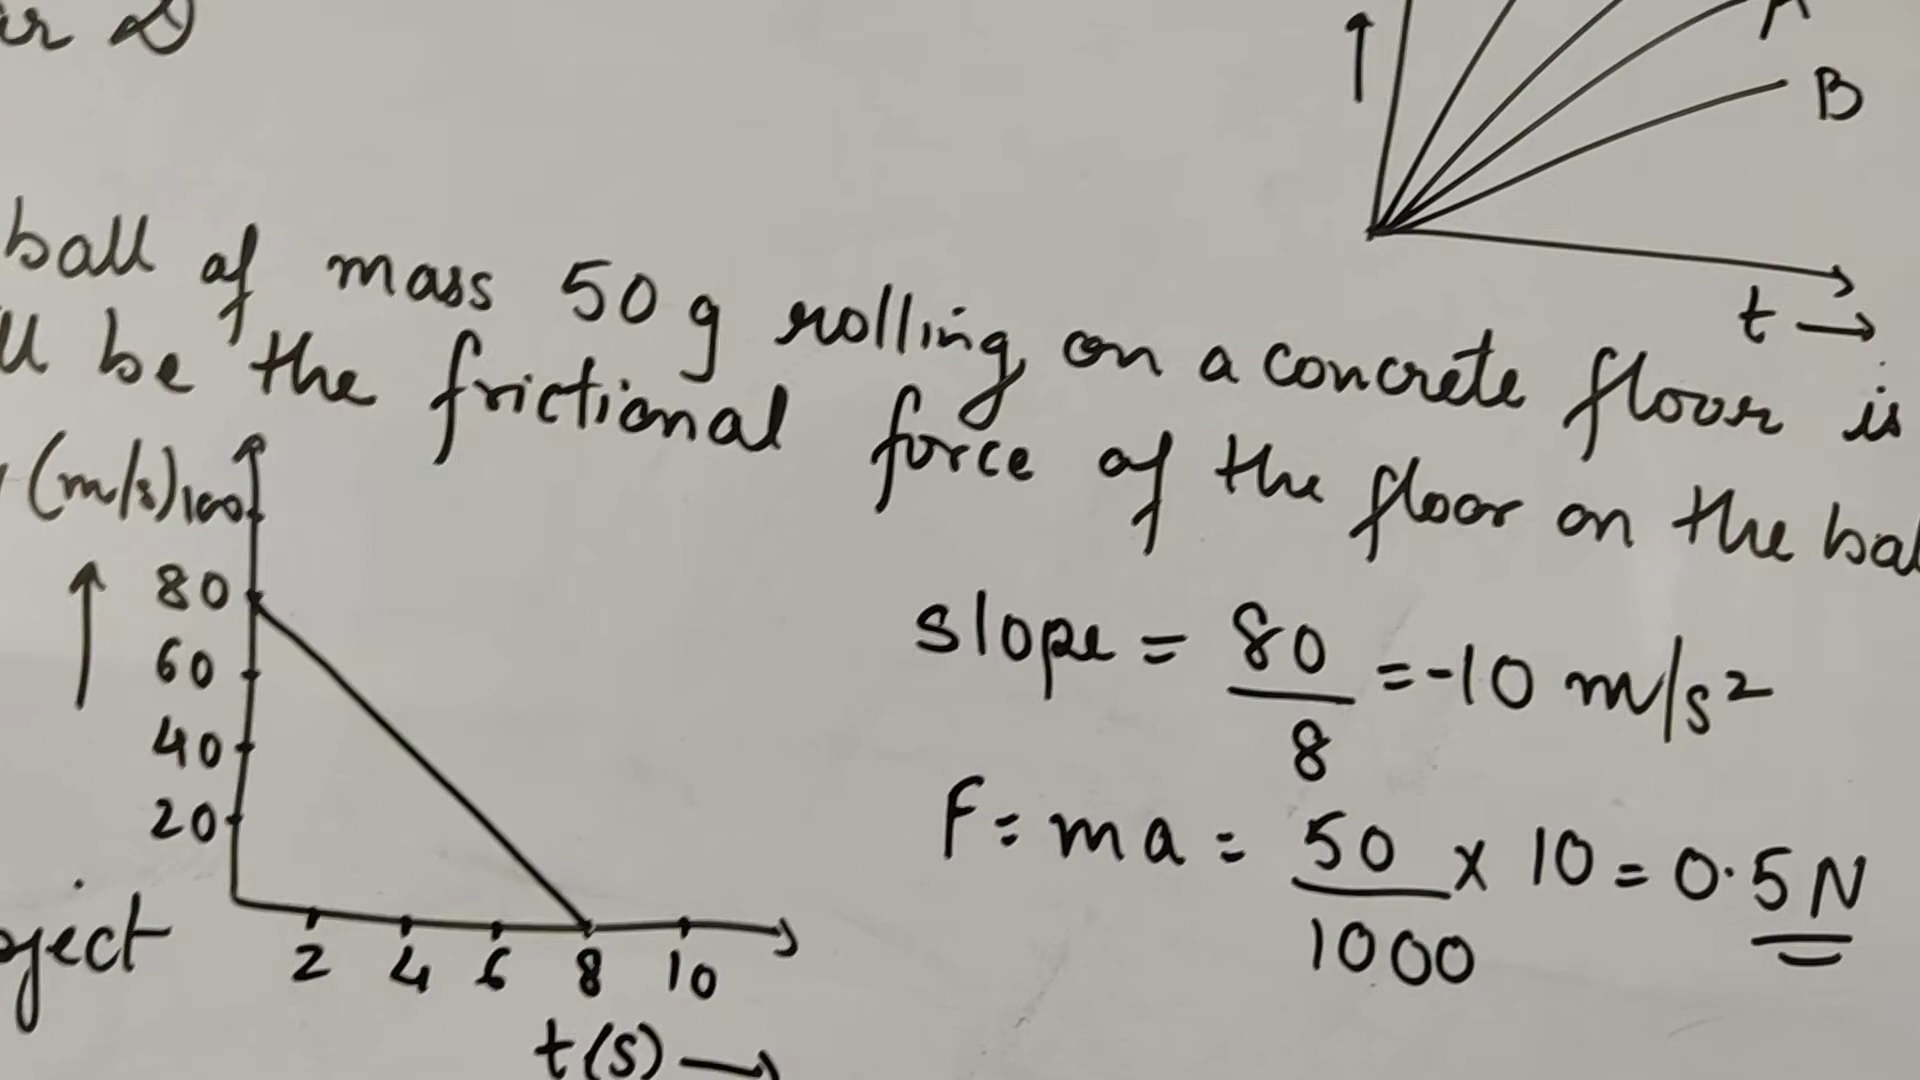 B
t →
ball of mass 50 g rolling on a concrete floor is
be the frictional force of the floor on the
(m/s)
100
80
60
40
20
2 4 6 8 10
t(s) →
slope = 80/8 = -10 m/s²
F = ma = 50/1000 x 10 = 0.5 N